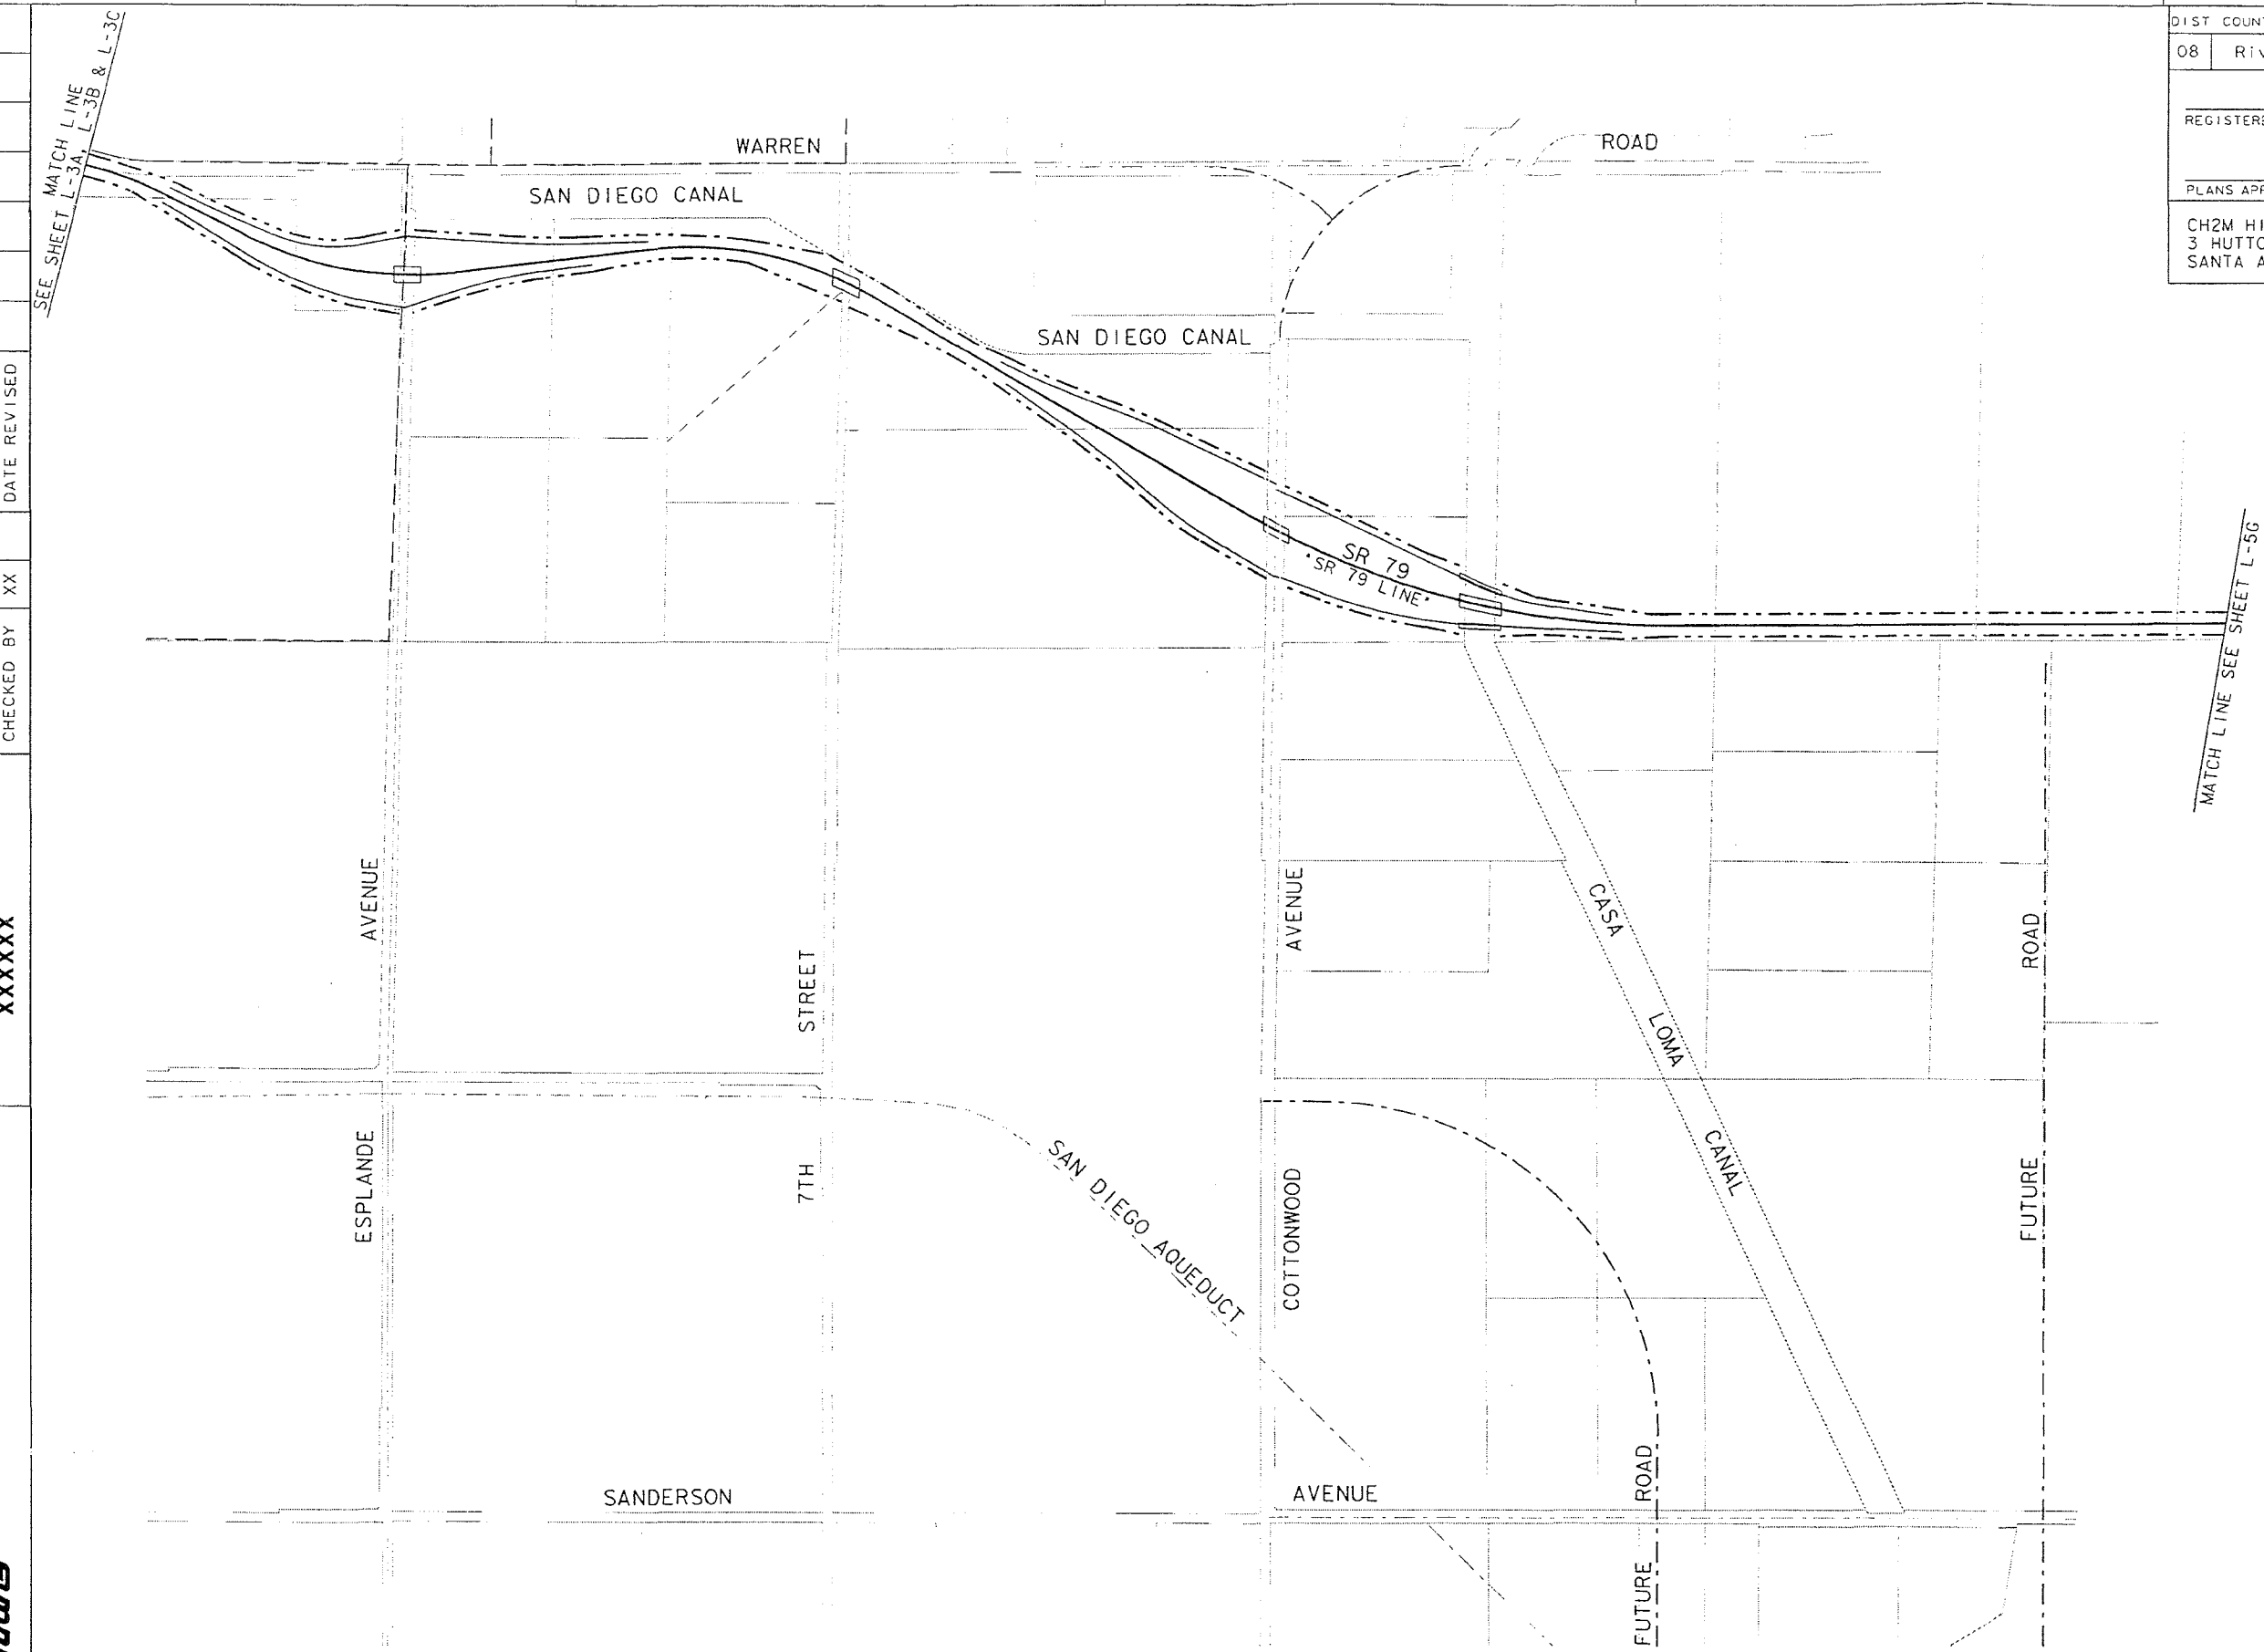 DIST COUN
08 Riv
REGISTERE
PLANS APP
CH2M HI
3 HUTTO
SANTA A
MATCH LINE
SEE SHEET L-3A, L-3B & L-3C
WARREN ROAD
SAN DIEGO CANAL
SAN DIEGO CANAL
SR 79
"SR 79 LINE"
MATCH LINE SEE SHEET L-5G
DATE REVISED
CHECKED BY XX
XXXXXX
ESPLANDE AVENUE
7TH STREET
COTTONWOOD AVENUE
CASA LOMA CANAL
FUTURE ROAD
SAN DIEGO AQUEDUCT
SANDERSON AVENUE
FUTURE ROAD
FUTURE